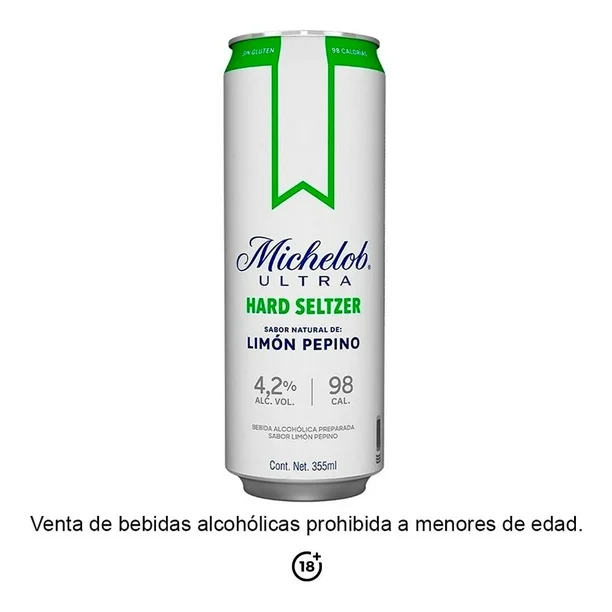 SIN GLUTEN
98 CALORÍAS
Michelob®
ULTRA
HARD SELTZER
SABOR NATURAL DE:
LIMÓN PEPINO
4,2% | 98
ALC. VOL. CAL.
BEBIDA ALCOHÓLICA PREPARADA
SABOR LIMÓN PEPINO
Cont. Net. 355ml
Venta de bebidas alcohólicas prohibida a menores de edad.
18+